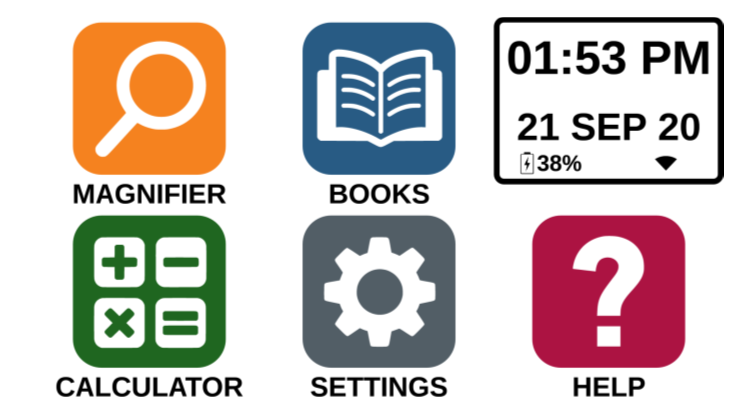 01:53 PM
21 SEP 20
38%
MAGNIFIER
BOOKS
CALCULATOR
SETTINGS
HELP